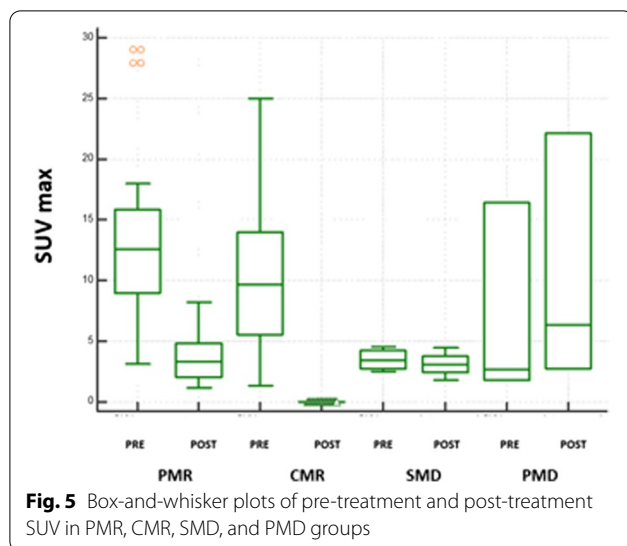 30
25
20
15
10
5
0
SUV max
PRE POST PRE POST PRE POST PRE POST
PMR CMR SMD PMD
Fig. 5 Box-and-whisker plots of pre-treatment and post-treatment
SUV in PMR, CMR, SMD, and PMD groups